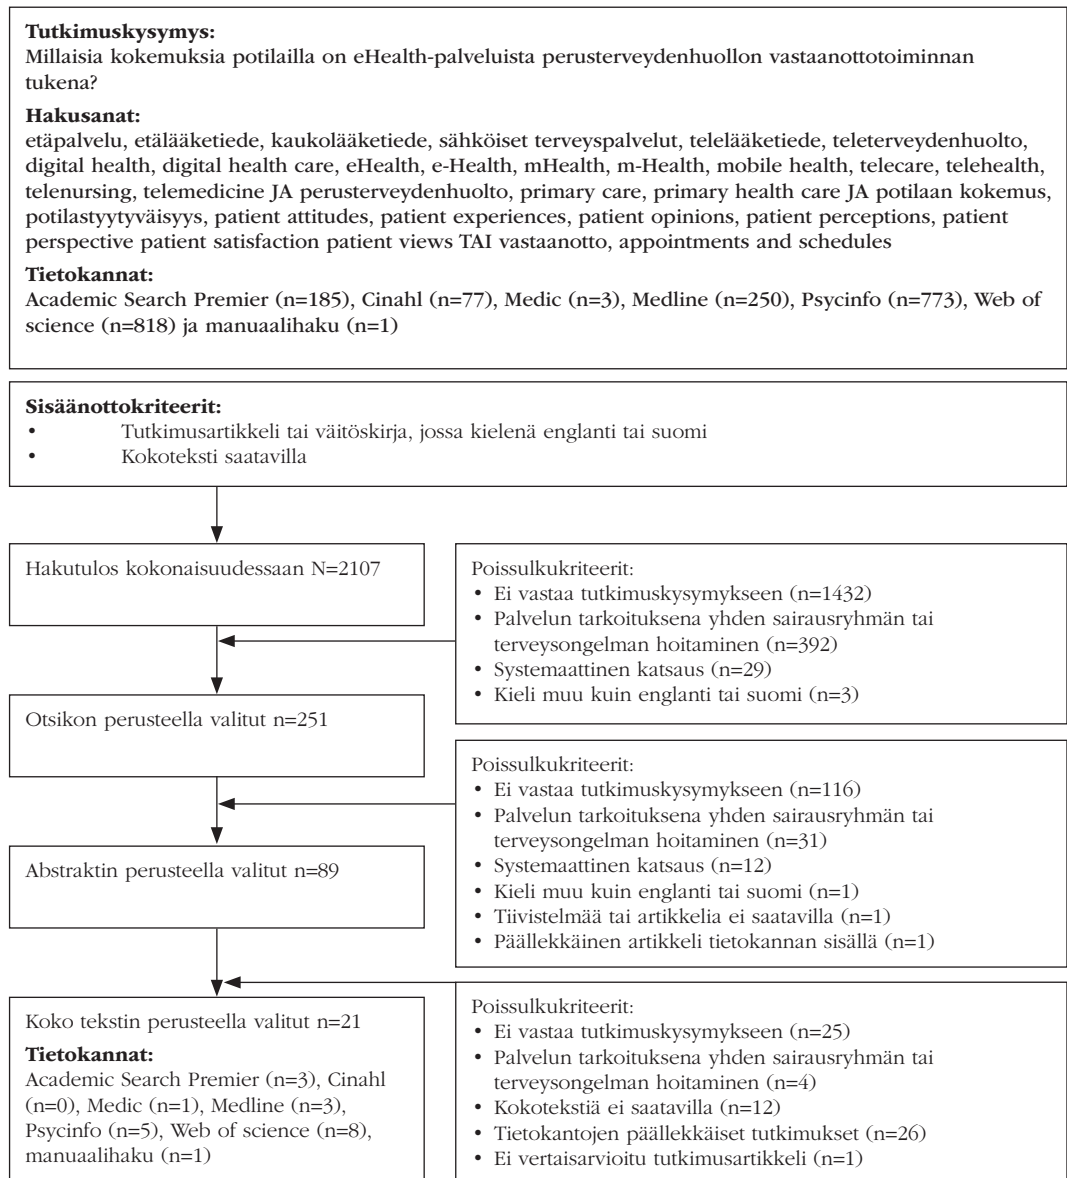 Tutkimuskysymys:
Millaisia kokemuksia potilailla on eHealth-palveluista perusterveydenhuollon vastaanottotoiminnan
tukena?
Hakusanat:
etäpalvelu, etälääketiede, kaukolääketiede, sähköiset terveyspalvelut, telelääketiede, teleterveydenhuolto,
digital health, digital health care, eHealth, e-Health, mHealth, m-Health, mobile health, telecare, telehealth,
telenursing, telemedicine JA perusterveydenhuolto, primary care, primary health care JA potilaan kokemus,
potilastyytyväisyys, patient attitudes, patient experiences, patient opinions, patient perceptions, patient
perspective patient satisfaction patient views TAI vastaanotto, appointments and schedules
Tietokannat:
Academic Search Premier (n=185), Cinahl (n=77), Medic (n=3), Medline (n=250), Psycinfo (n=773), Web of
science (n=818) ja manuaalihaku (n=1)
Sisäänottokriteerit:
• Tutkimusartikkeli tai väitöskirja, jossa kielenä englanti tai suomi
• Kokoteksti saatavilla
Hakutulos kokonaisuudessaan N=2107
Poissulkukriteerit:
• Ei vastaa tutkimuskysymykseen (n=1432)
• Palvelun tarkoituksena yhden sairausryhmän tai
terveysongelman hoitaminen (n=392)
• Systemaattinen katsaus (n=29)
• Kieli muu kuin englanti tai suomi (n=3)
Otsikon perusteella valitut n=251
Poissulkukriteerit:
• Ei vastaa tutkimuskysymykseen (n=116)
• Palvelun tarkoituksena yhden sairausryhmän tai
terveysongelman hoitaminen (n=31)
• Systemaattinen katsaus (n=12)
• Kieli muu kuin englanti tai suomi (n=1)
• Tiivistelmää tai artikkelia ei saatavilla (n=1)
• Päällekkäinen artikkeli tietokannan sisällä (n=1)
Abstraktin perusteella valitut n=89
Poissulkukriteerit:
• Ei vastaa tutkimuskysymykseen (n=25)
• Palvelun tarkoituksena yhden sairausryhmän tai
terveysongelman hoitaminen (n=4)
• Kokotekstiä ei saatavilla (n=12)
• Tietokantojen päällekkäiset tutkimukset (n=26)
• Ei vertaisarvioitu tutkimusartikkeli (n=1)
Koko tekstin perusteella valitut n=21
Tietokannat:
Academic Search Premier (n=3), Cinahl
(n=0), Medic (n=1), Medline (n=3),
Psycinfo (n=5), Web of science (n=8),
manuaalihaku (n=1)